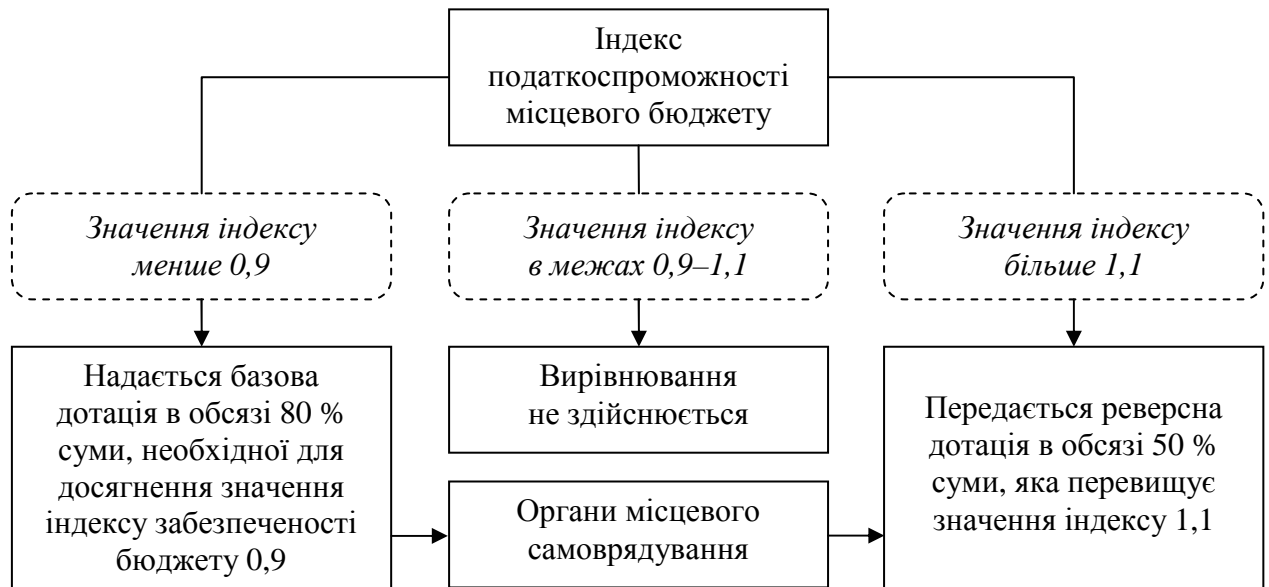 Індекс
податкоспроможності
місцевого бюджету
Значення індексу
менше 0,9
Значення індексу
в межах 0,9–1,1
Значення індексу
більше 1,1
Надається базова
дотація в обсязі 80 %
суми, необхідної для
досягнення значення
індексу забезпеченості
бюджету 0,9
Вирівнювання
не здійснюється
Органи місцевого
самоврядування
Передається реверсна
дотація в обсязі 50 %
суми, яка перевищує
значення індексу 1,1